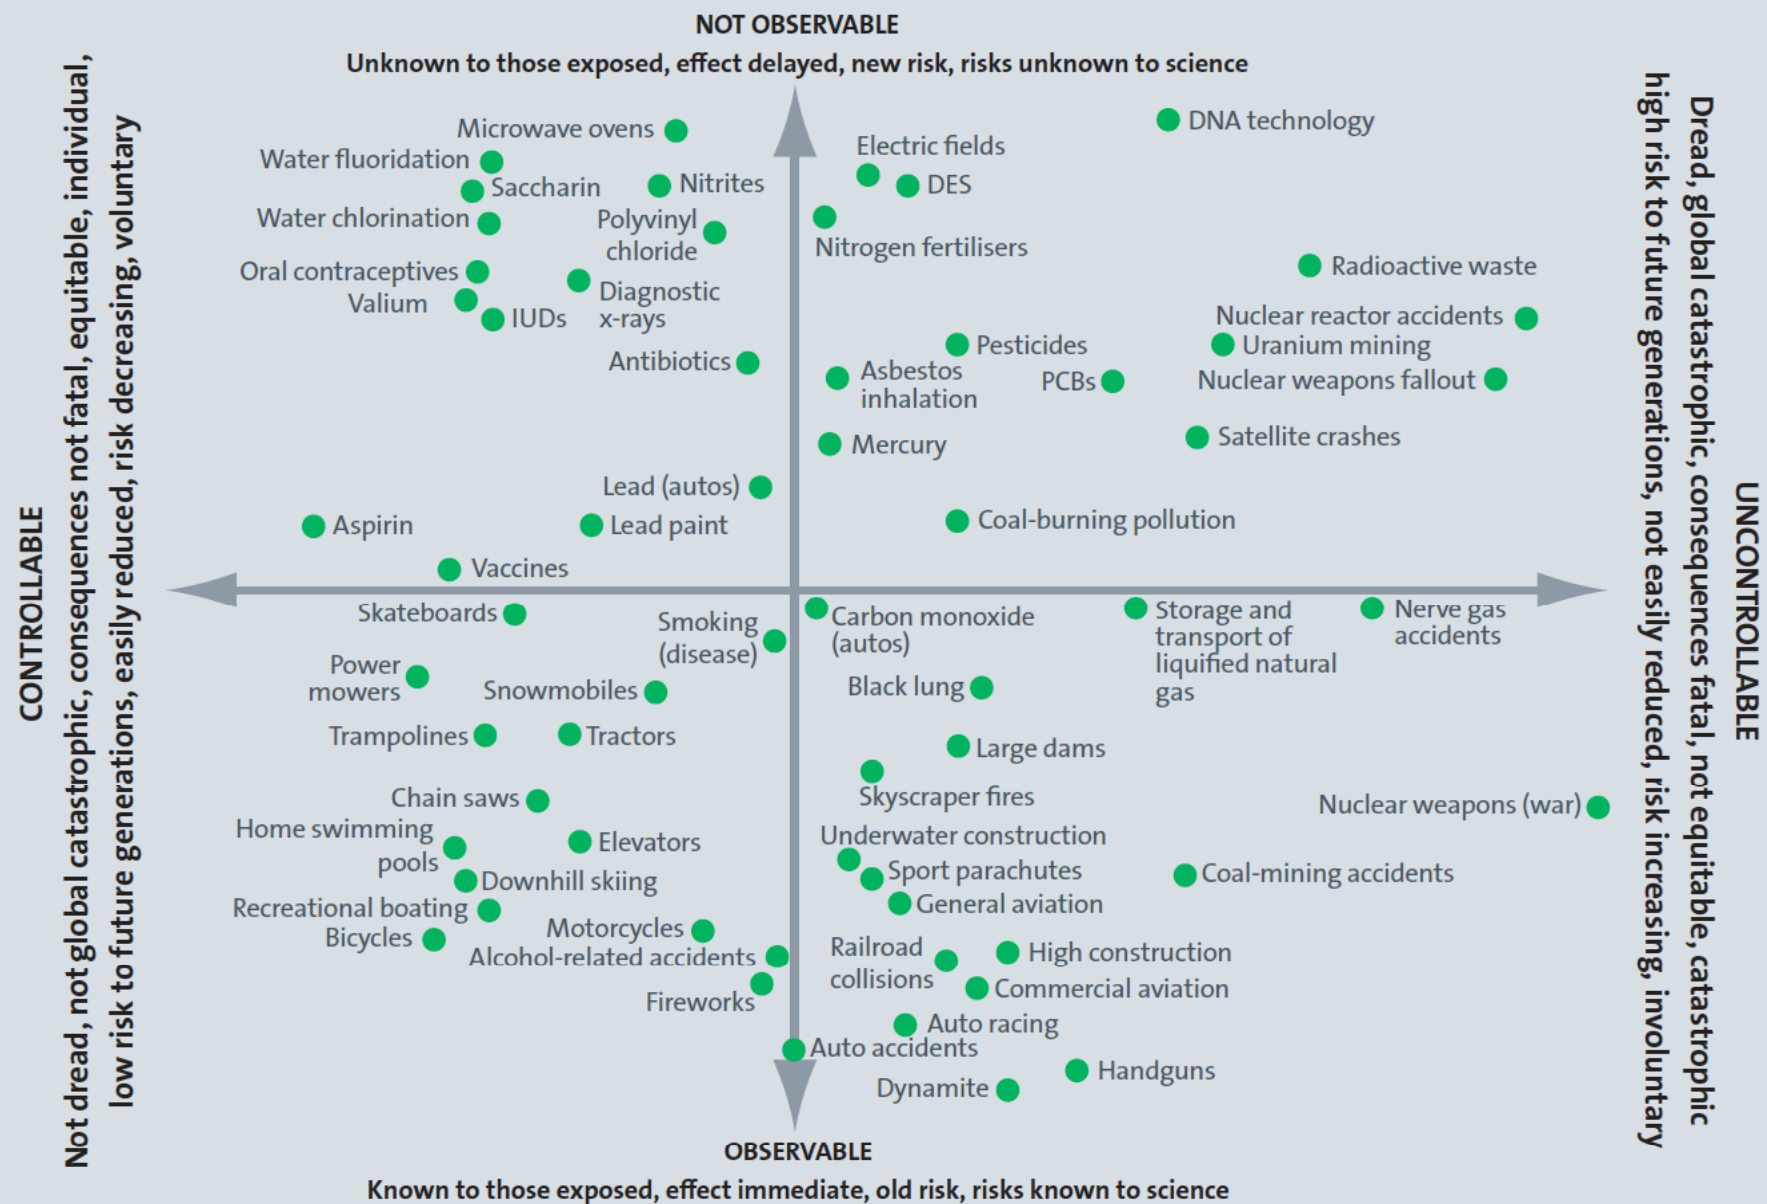 NOT OBSERVABLE
Unknown to those exposed, effect delayed, new risk, risks unknown to science
CONTROLLABLE
Not dread, not global catastrophic, consequences not fatal, equitable, individual,
low risk to future generations, easily reduced, risk decreasing, voluntary
Microwave ovens
Water fluoridation
Saccharin
Nitrites
Water chlorination
Polyvinyl
chloride
Oral contraceptives
Valium
IUDs
Diagnostic
x-rays
Antibiotics
Lead (autos)
Aspirin
Lead paint
Vaccines
DNA technology
Electric fields
DES
Nitrogen fertilisers
Radioactive waste
Nuclear reactor accidents
Pesticides
Uranium mining
Asbestos
inhalation
PCBs
Nuclear weapons fallout
Mercury
Satellite crashes
Coal-burning pollution
Skateboards
Smoking
(disease)
Power
mowers
Snowmobiles
Trampolines
Tractors
Chain saws
Home swimming
pools
Elevators
Downhill skiing
Recreational boating
Bicycles
Motorcycles
Alcohol-related accidents
Fireworks
Carbon monoxide
(autos)
Storage and
transport of
liquified natural
gas
Nerve gas
accidents
Black lung
Large dams
Skyscraper fires
Nuclear weapons (war)
Underwater construction
Sport parachutes
Coal-mining accidents
General aviation
Railroad
collisions
High construction
Commercial aviation
Auto racing
Auto accidents
Handguns
Dynamite
Dread, global catastrophic, consequences fatal, not equitable, catastrophic
high risk to future generations, not easily reduced, risk increasing, involuntary
UNCONTROLLABLE
OBSERVABLE
Known to those exposed, effect immediate, old risk, risks known to science